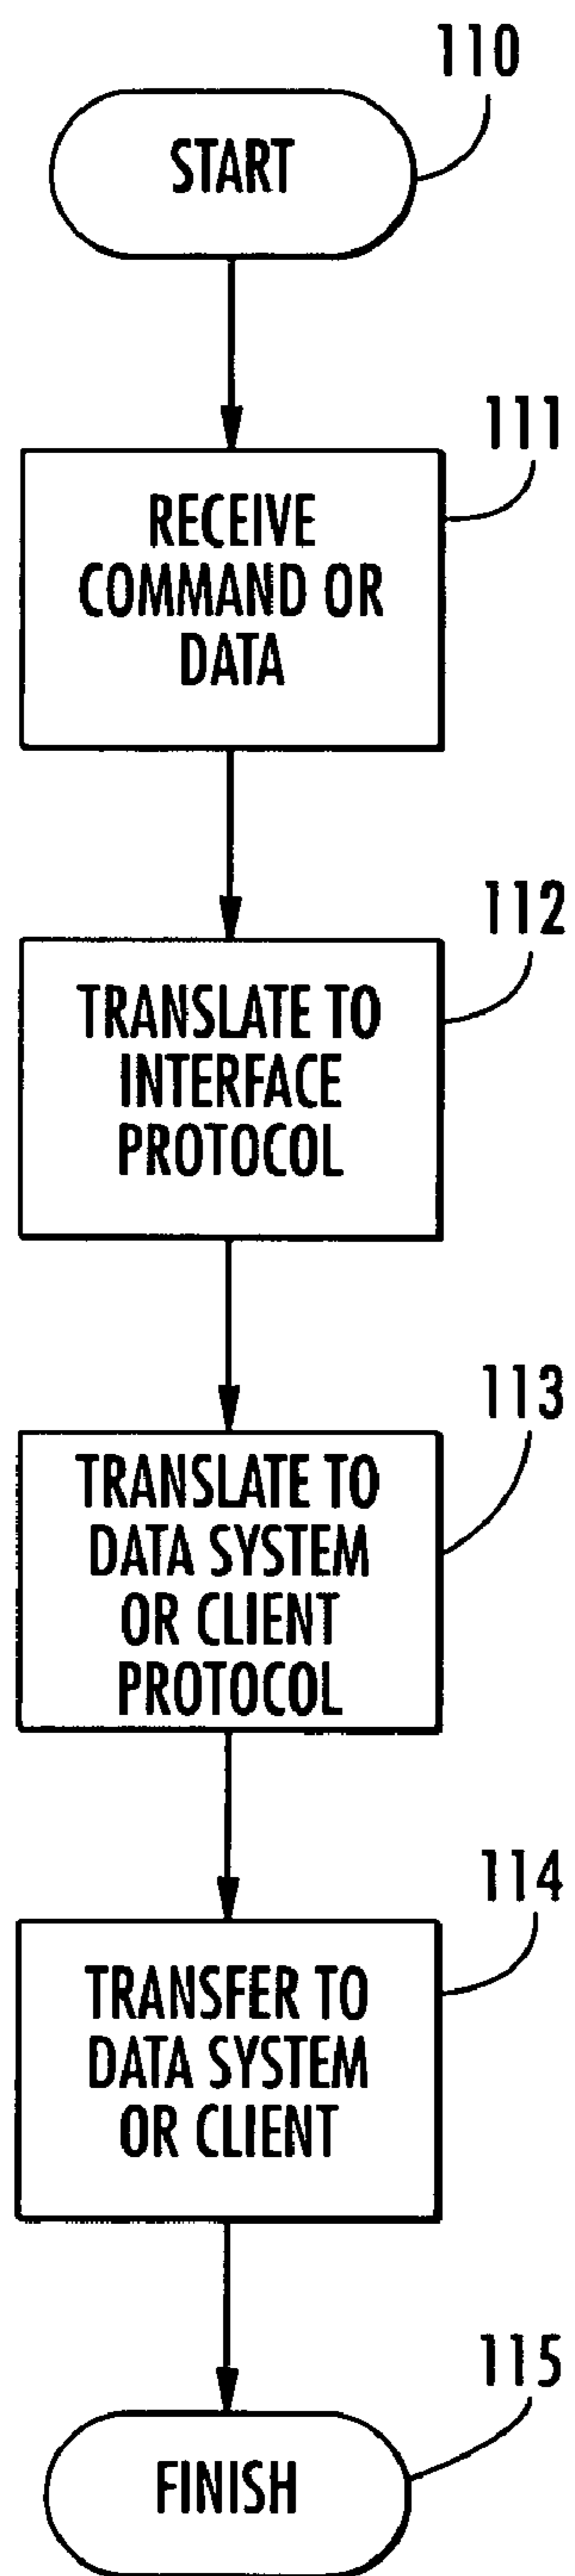 110
START
111
RECEIVE
COMMAND OR
DATA
112
TRANSLATE TO
INTERFACE
PROTOCOL
113
TRANSLATE TO
DATA SYSTEM
OR CLIENT
PROTOCOL
114
TRANSFER TO
DATA SYSTEM
OR CLIENT
115
FINISH